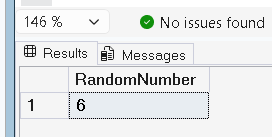 146 % No issues found
Results Messages
RandomNumber
1 6